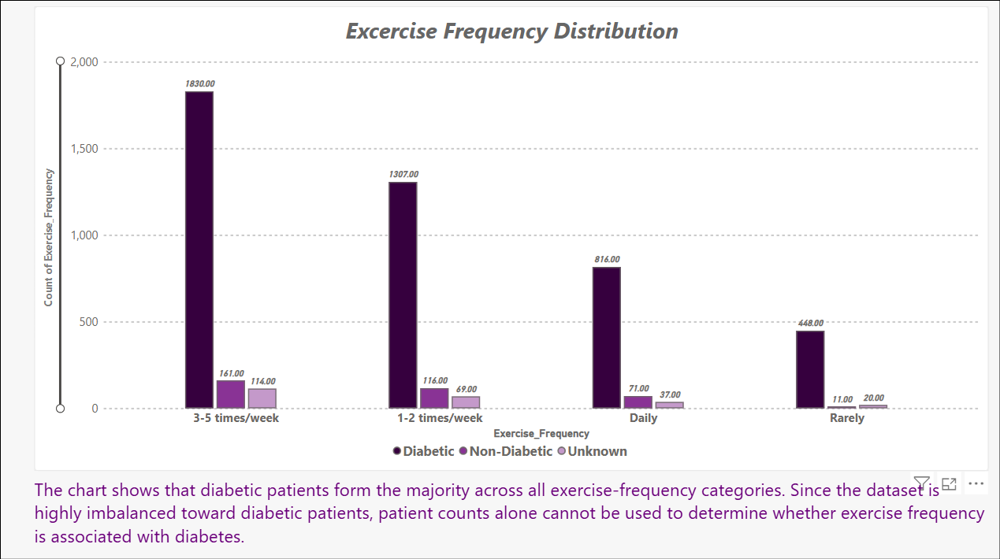 Excercise Frequency Distribution
2,000
1,500
1,000
500
0
Count of Exercise_Frequency
1830.00
161.00
114.00
1307.00
116.00
69.00
816.00
71.00
37.00
448.00
11.00
20.00
3-5 times/week
1-2 times/week
Daily
Rarely
Exercise_Frequency
Diabetic Non-Diabetic Unknown
The chart shows that diabetic patients form the majority across all exercise-frequency categories. Since the dataset is
highly imbalanced toward diabetic patients, patient counts alone cannot be used to determine whether exercise frequency
is associated with diabetes.